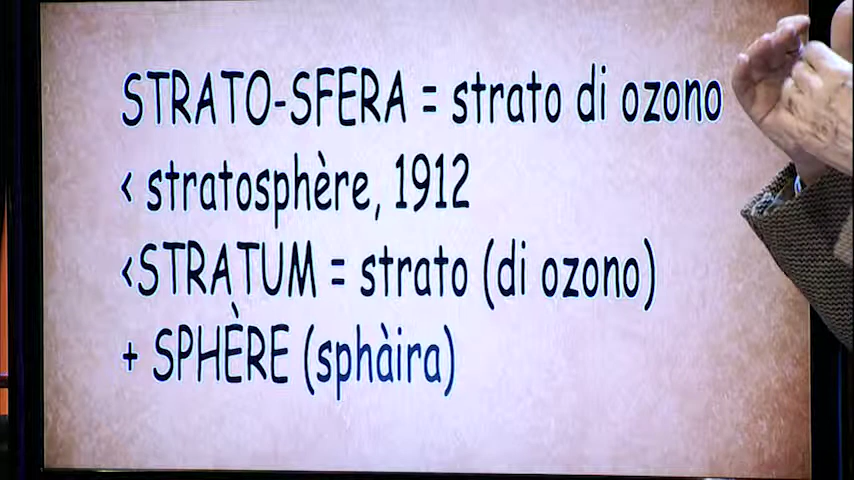 STRATO-SFERA = strato di ozono
< stratosphère, 1912
<STRATUM = strato (di ozono)
+ SPHÈRE (sphàira)